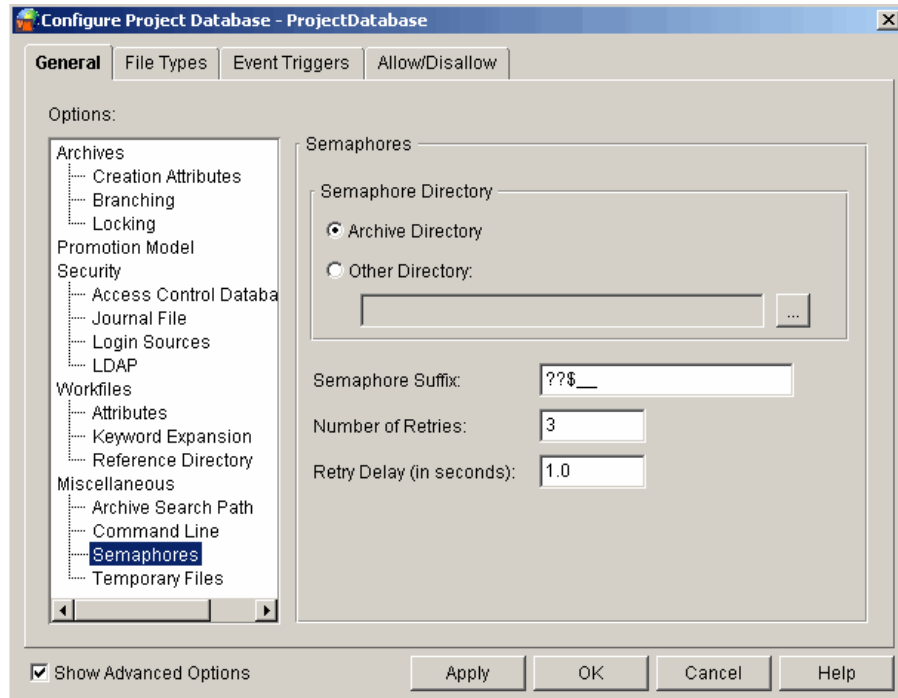 Configure Project Database - ProjectDatabase
General File Types Event Triggers Allow/Disallow
Options:
Archives
Creation Attributes
Branching
Locking
Promotion Model
Security
Access Control Databa
Journal File
Login Sources
LDAP
Workfiles
Attributes
Keyword Expansion
Reference Directory
Miscellaneous
Archive Search Path
Command Line
Semaphores
Temporary Files
Semaphores
Semaphore Directory
Archive Directory
Other Directory:
...
Semaphore Suffix: ??$__
Number of Retries: 3
Retry Delay (in seconds): 1.0
Show Advanced Options Apply OK Cancel Help